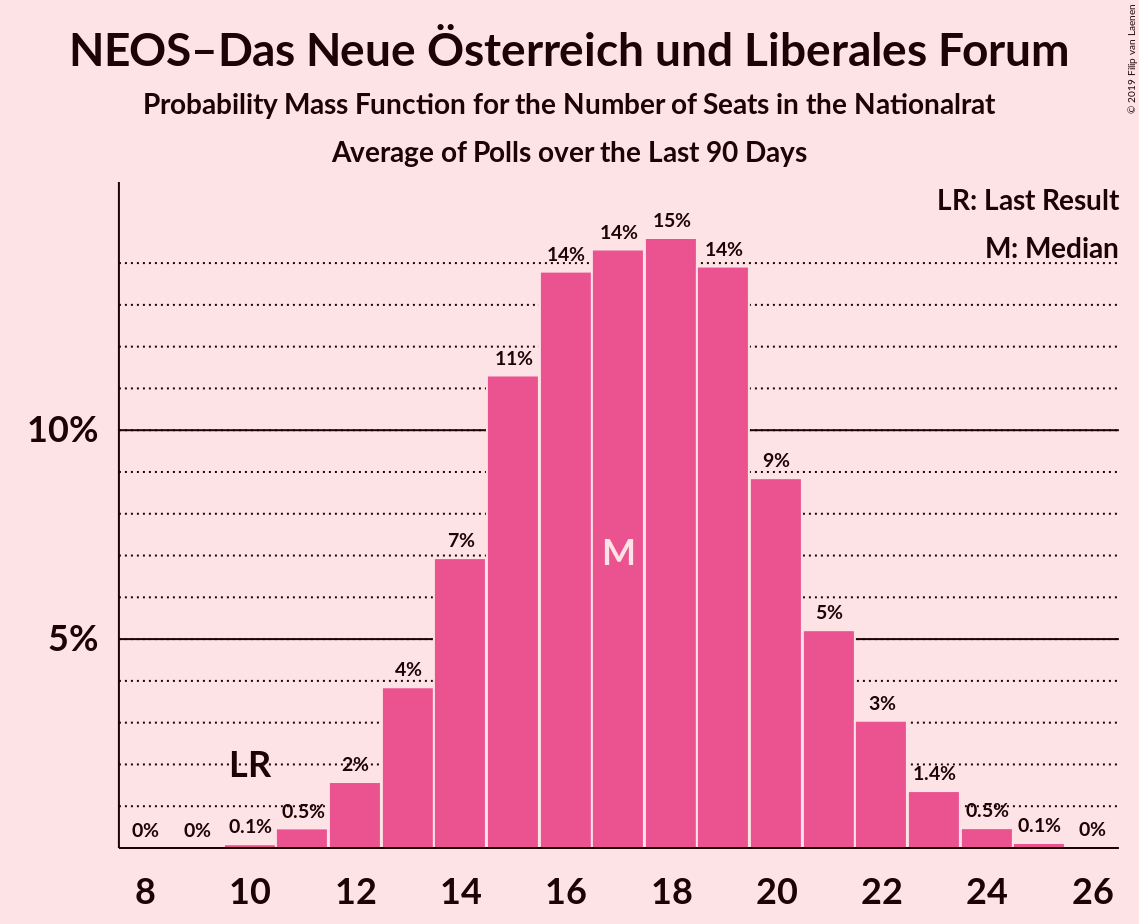 NEOS–Das Neue Österreich und Liberales Forum
Probability Mass Function for the Number of Seats in the Nationalrat
Average of Polls over the Last 90 Days
© 2019 Filip van Laenen
LR: Last Result
M: Median
10%
5%
0%
0%
0.1%
0.5%
2%
4%
7%
11%
14%
14%
15%
14%
9%
5%
3%
1.4%
0.5%
0.1%
0%
LR
M
8 10 12 14 16 18 20 22 24 26